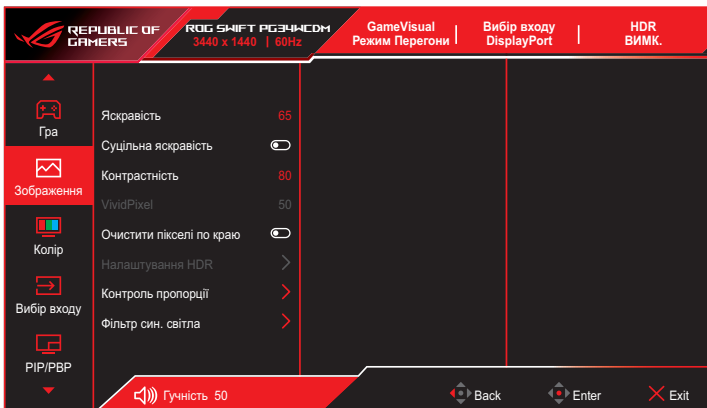 REPUBLIC OF
GAMERS
ROG SWIFT PG34WCDM
3440 x 1440 | 60Hz
GameVisual
Режим Перегони
Вибір входу
DisplayPort
HDR
ВИМК.
Гра
Зображення
Колір
Вибір входу
PIP/PBP
Яскравість 65
Суцільна яскравість
Контрастність 80
VividPixel 50
Очистити пікселі по краю
Налаштування HDR
Контроль пропорції
Фільтр син. світла
Гучність 50
Back
Enter
Exit